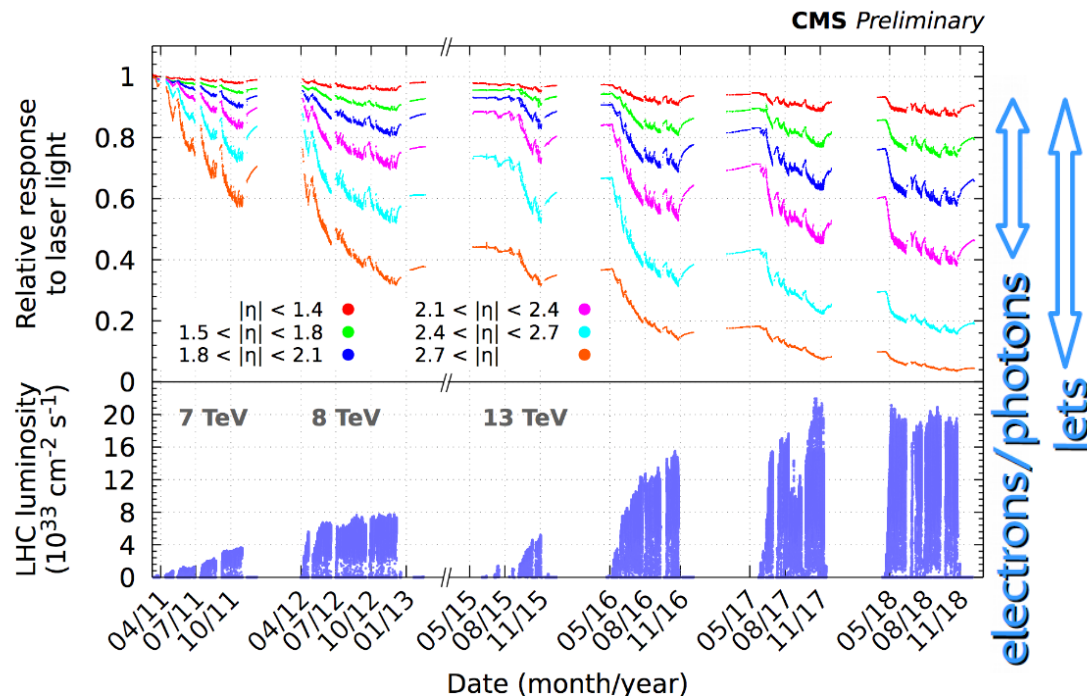 CMS Preliminary
Relative response
to laser light
1
0.8
0.6
0.4
0.2
0
|η| < 1.4
1.5 < |η| < 1.8
1.8 < |η| < 2.1
2.1 < |η| < 2.4
2.4 < |η| < 2.7
2.7 < |η|
LHC luminosity
(10³³ cm⁻² s⁻¹)
20
16
12
8
4
0
7 TeV
8 TeV
13 TeV
04/11
07/11
10/11
04/12
07/12
10/12
01/13
05/15
08/15
11/15
05/16
08/16
11/16
05/17
08/17
11/17
05/18
08/18
11/18
Date (month/year)
electrons/photons
Jets